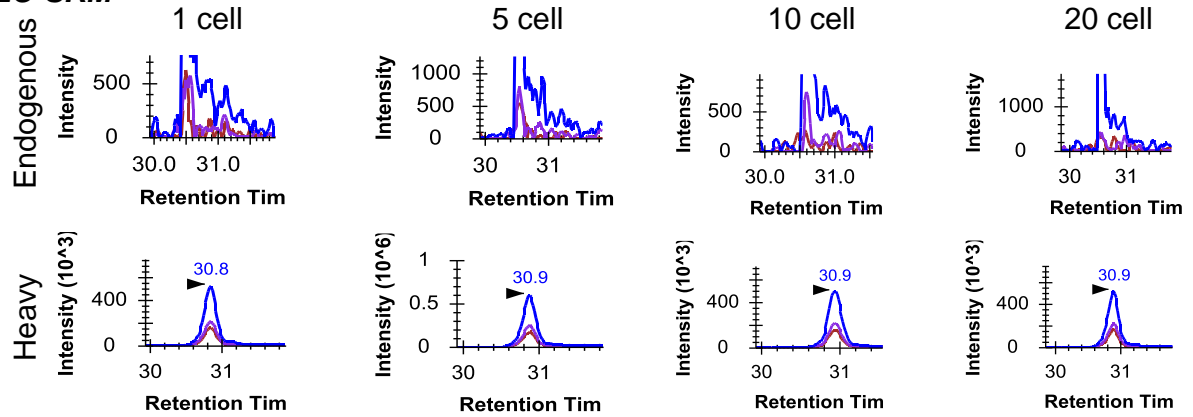 1 cell 5 cell 10 cell 20 cell
Endogenous
Intensity 500 0 30.0 31.0 Retention Tim
Intensity 1000 500 0 30 31 Retention Tim
Intensity 500 0 30.0 31.0 Retention Tim
Intensity 1000 0 30 31 Retention Tim
Heavy
Intensity (10^3) 400 0 30.8 30 31 Retention Tim
Intensity (10^6) 1 0.5 0 30.9 30 31 Retention Tim
Intensity (10^3) 400 0 30.9 30 31 Retention Tim
Intensity (10^3) 400 0 30.9 30 31 Retention Tim